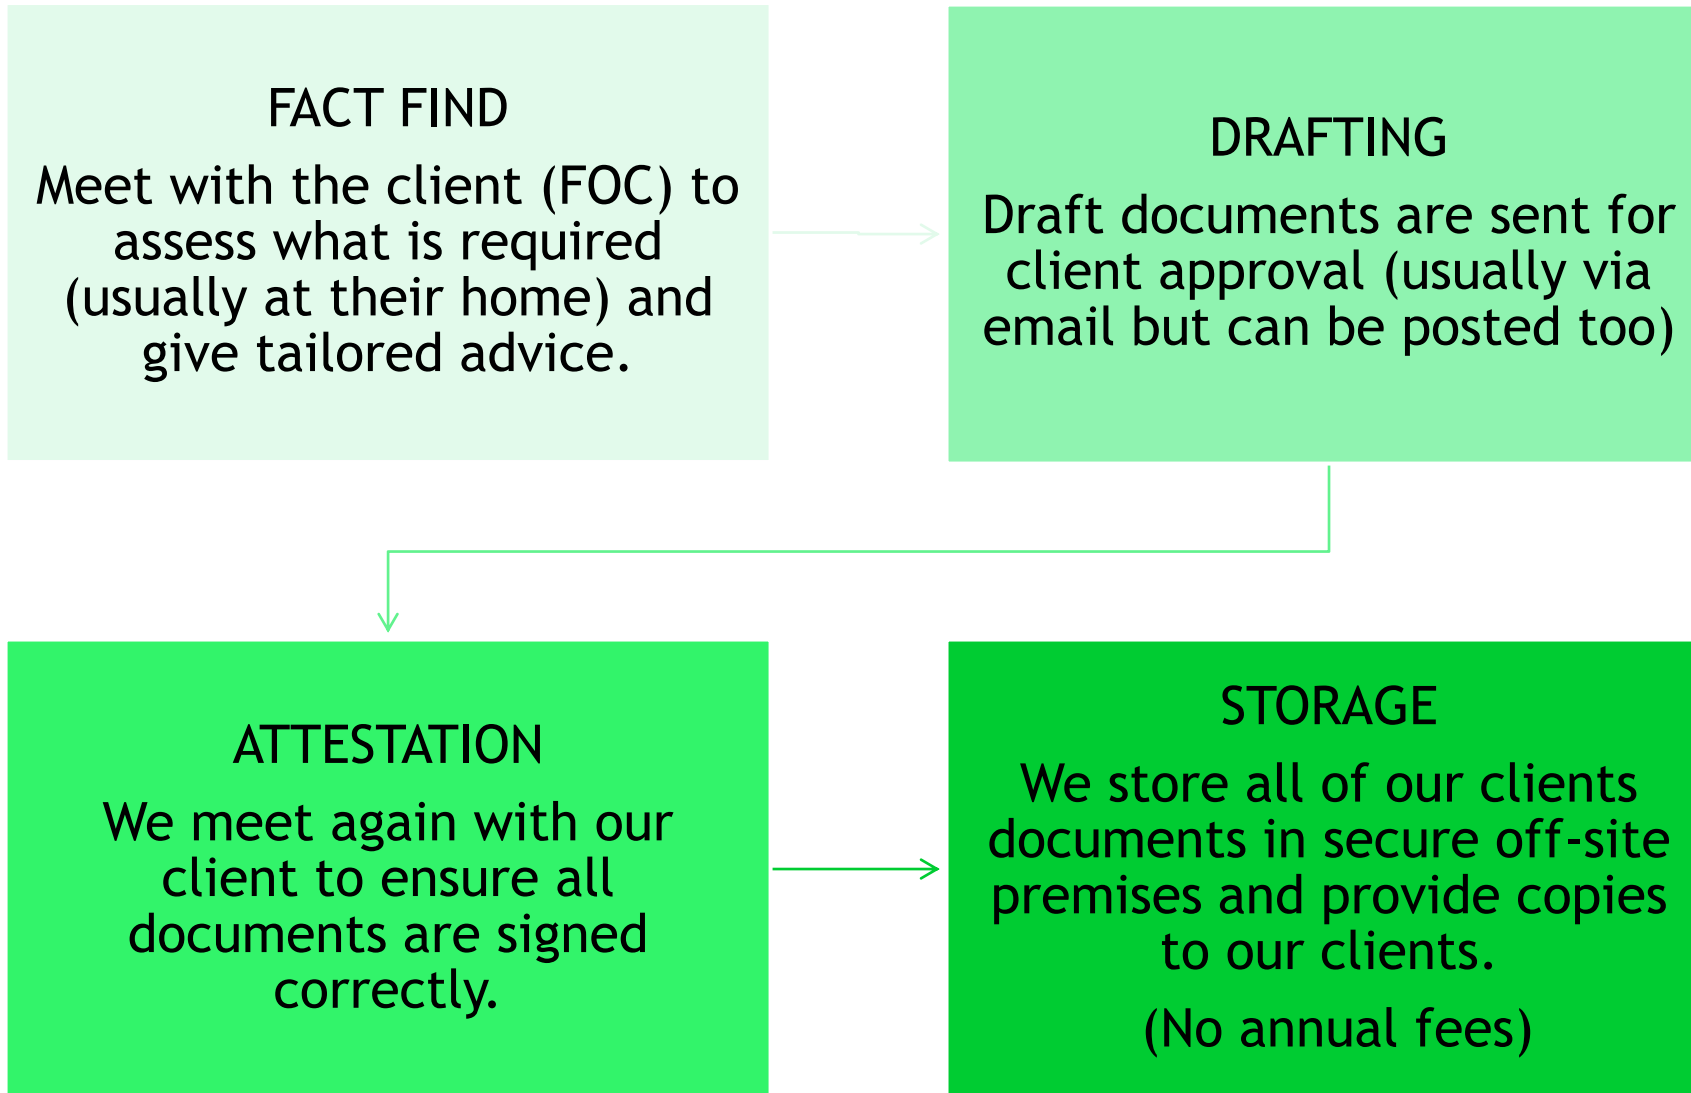 FACT FIND
Meet with the client (FOC) to
assess what is required
(usually at their home) and
give tailored advice.
DRAFTING
Draft documents are sent for
client approval (usually via
email but can be posted too)
ATTESTATION
We meet again with our
client to ensure all
documents are signed
correctly.
STORAGE
We store all of our clients
documents in secure off-site
premises and provide copies
to our clients.
(No annual fees)